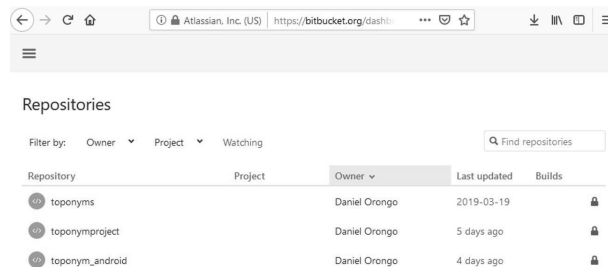 Atlassian, Inc. (US) https://bitbucket.org/dashb
Repositories
Filter by: Owner Project Watching Find repositories
Repository Project Owner Last updated Builds
toponyms Daniel Orongo 2019-03-19
toponymproject Daniel Orongo 5 days ago
toponym_android Daniel Orongo 4 days ago